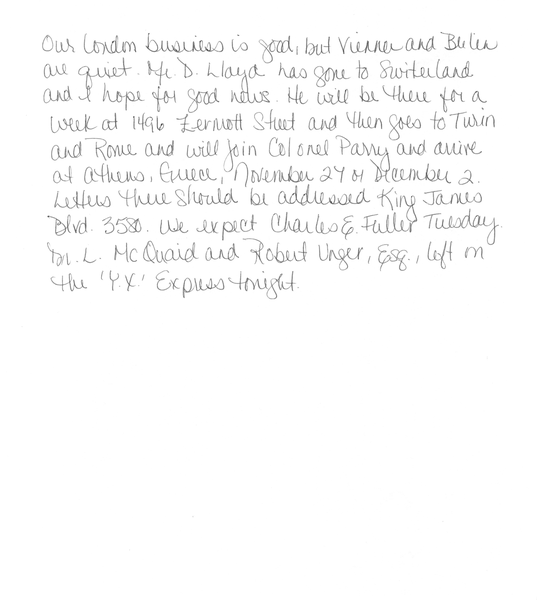 Our London business is good, but Vienna and Berlin
are quiet. Mr. D. Lloyd has gone to Switzerland
and I hope for good news. He will be there for a
week at 1496 Zermott Street and then goes to Turin
and Rome and will join Colonel Parry and arrive
at Athens, Greece, November 27 or December 2.
Letters there should be addressed King James
Blvd. 3580. We expect Charles E. Fuller Tuesday.
Dr. L. McQuaid and Robert Unger, Esq., left on
the 'Y.X.' Express tonight.